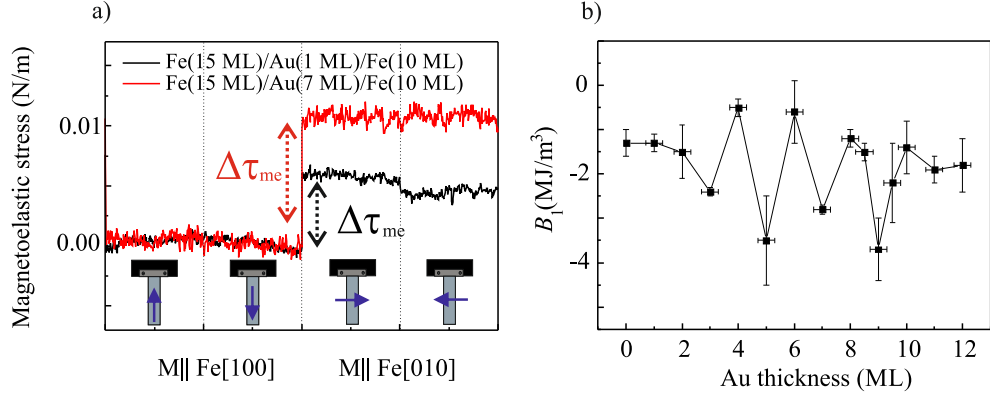 a)
Magnetoelastic stress (N/m)
0.01
0.00
Fe(15 ML)/Au(1 ML)/Fe(10 ML)
Fe(15 ML)/Au(7 ML)/Fe(10 ML)
Δτme
Δτme
M|| Fe[100]
M|| Fe[010]
b)
B1(MJ/m³)
0
-2
-4
0 2 4 6 8 10 12
Au thickness (ML)